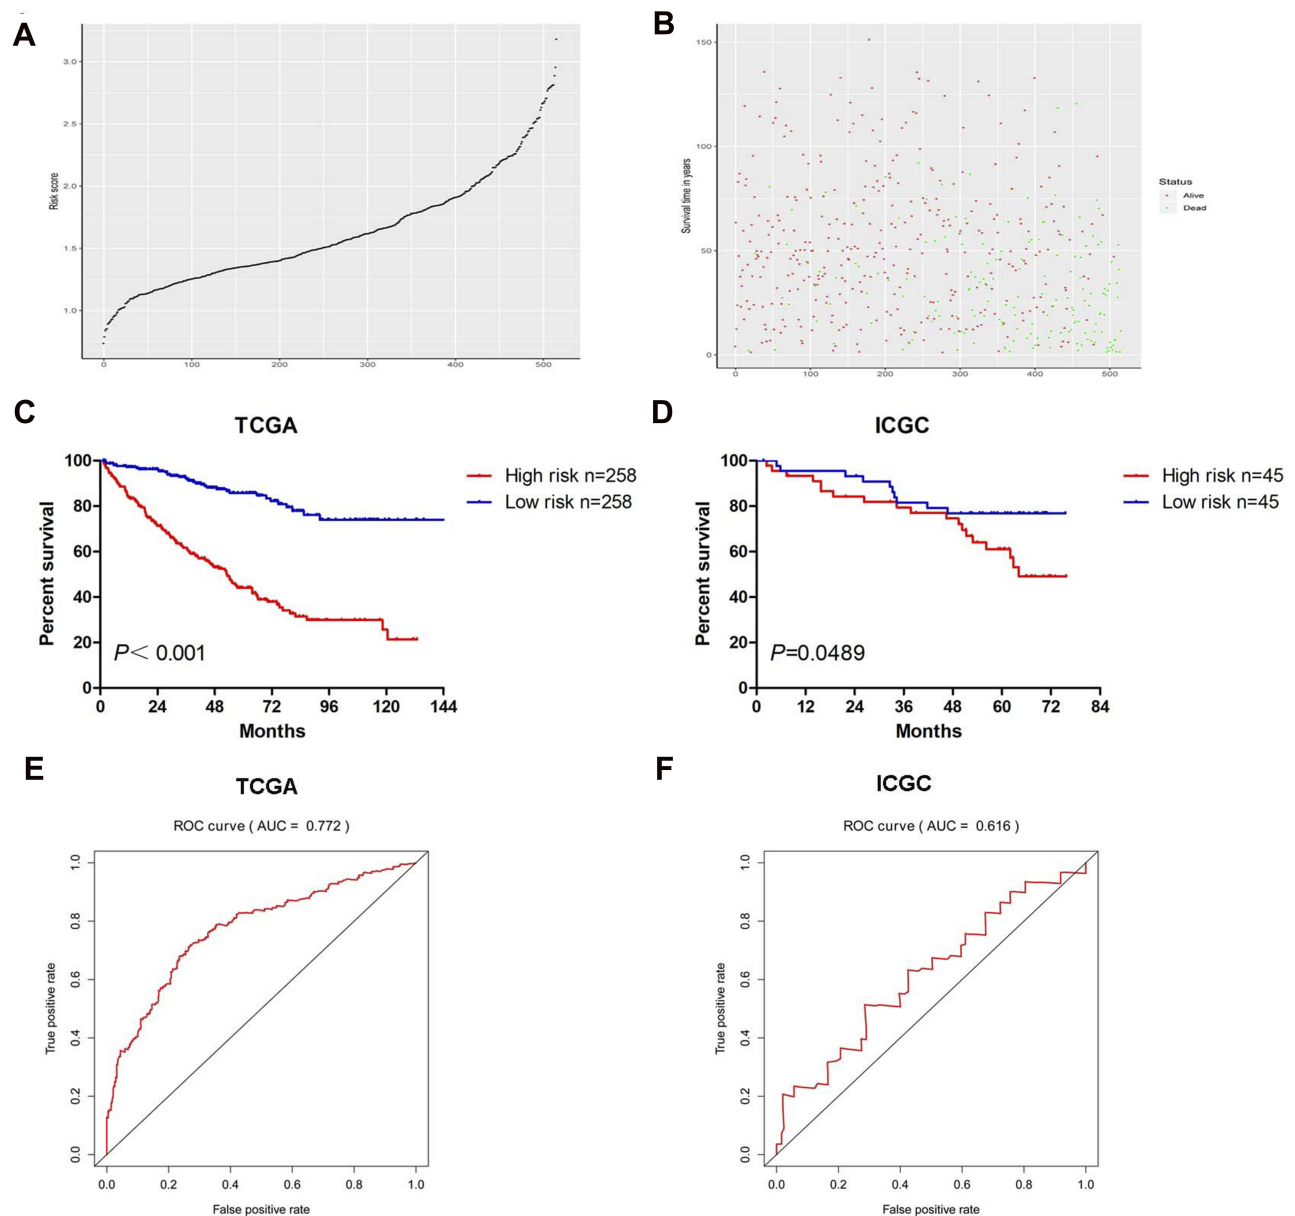 A
3.0
2.5
2.0
1.5
1.0
Risk score
0 100 200 300 400 500
B
150
100
50
0
Survival time in years
0 100 200 300 400 500
Status
Alive
Dead
C
TCGA
100
80
60
40
20
0
Percent survival
High risk n=258
Low risk n=258
P< 0.001
0 24 48 72 96 120 144
Months
D
ICGC
100
80
60
40
20
0
Percent survival
High risk n=45
Low risk n=45
P=0.0489
0 12 24 36 48 60 72 84
Months
E
TCGA
ROC curve ( AUC = 0.772 )
1.0
0.8
0.6
0.4
0.2
0.0
True positive rate
0.0 0.2 0.4 0.6 0.8 1.0
False positive rate
F
ICGC
ROC curve ( AUC = 0.616 )
1.0
0.8
0.6
0.4
0.2
0.0
True positive rate
0.0 0.2 0.4 0.6 0.8 1.0
False positive rate